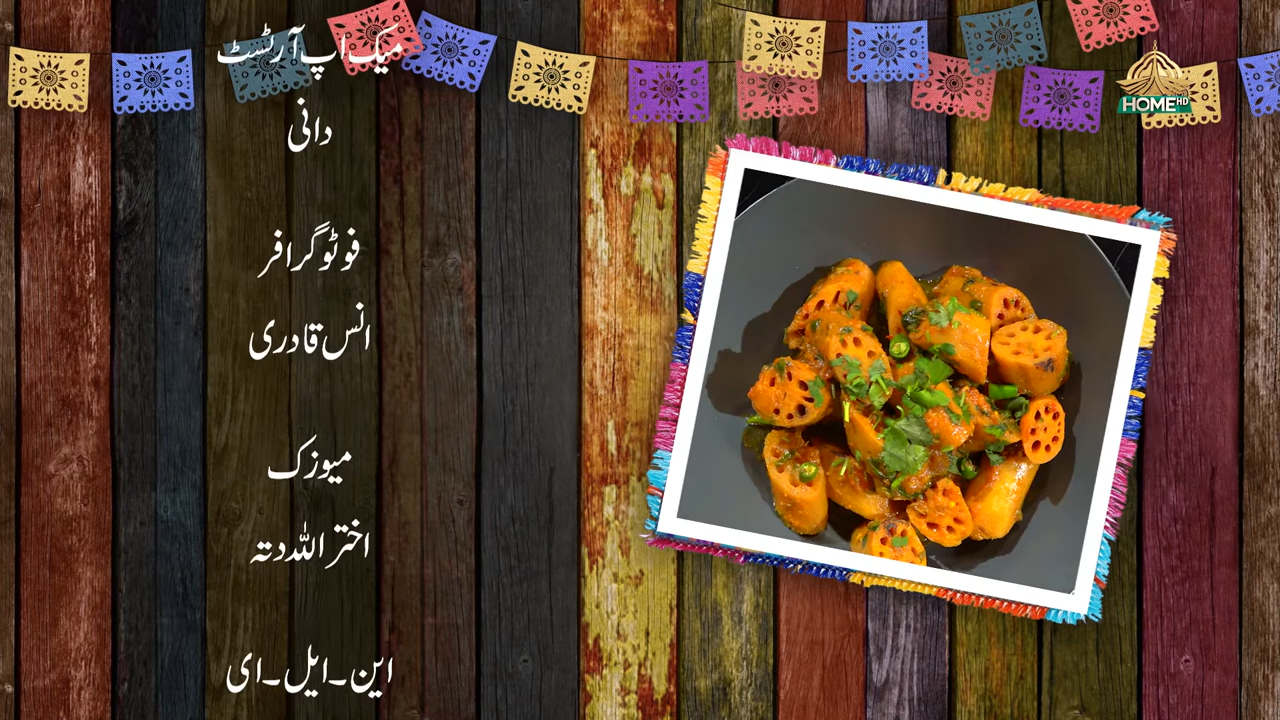 میک اپ آرٹسٹ
دانی
فوٹوگرافر
انس قادری
میوزک
اختر اللہ دتہ
این۔ایل۔ای
HOME HD